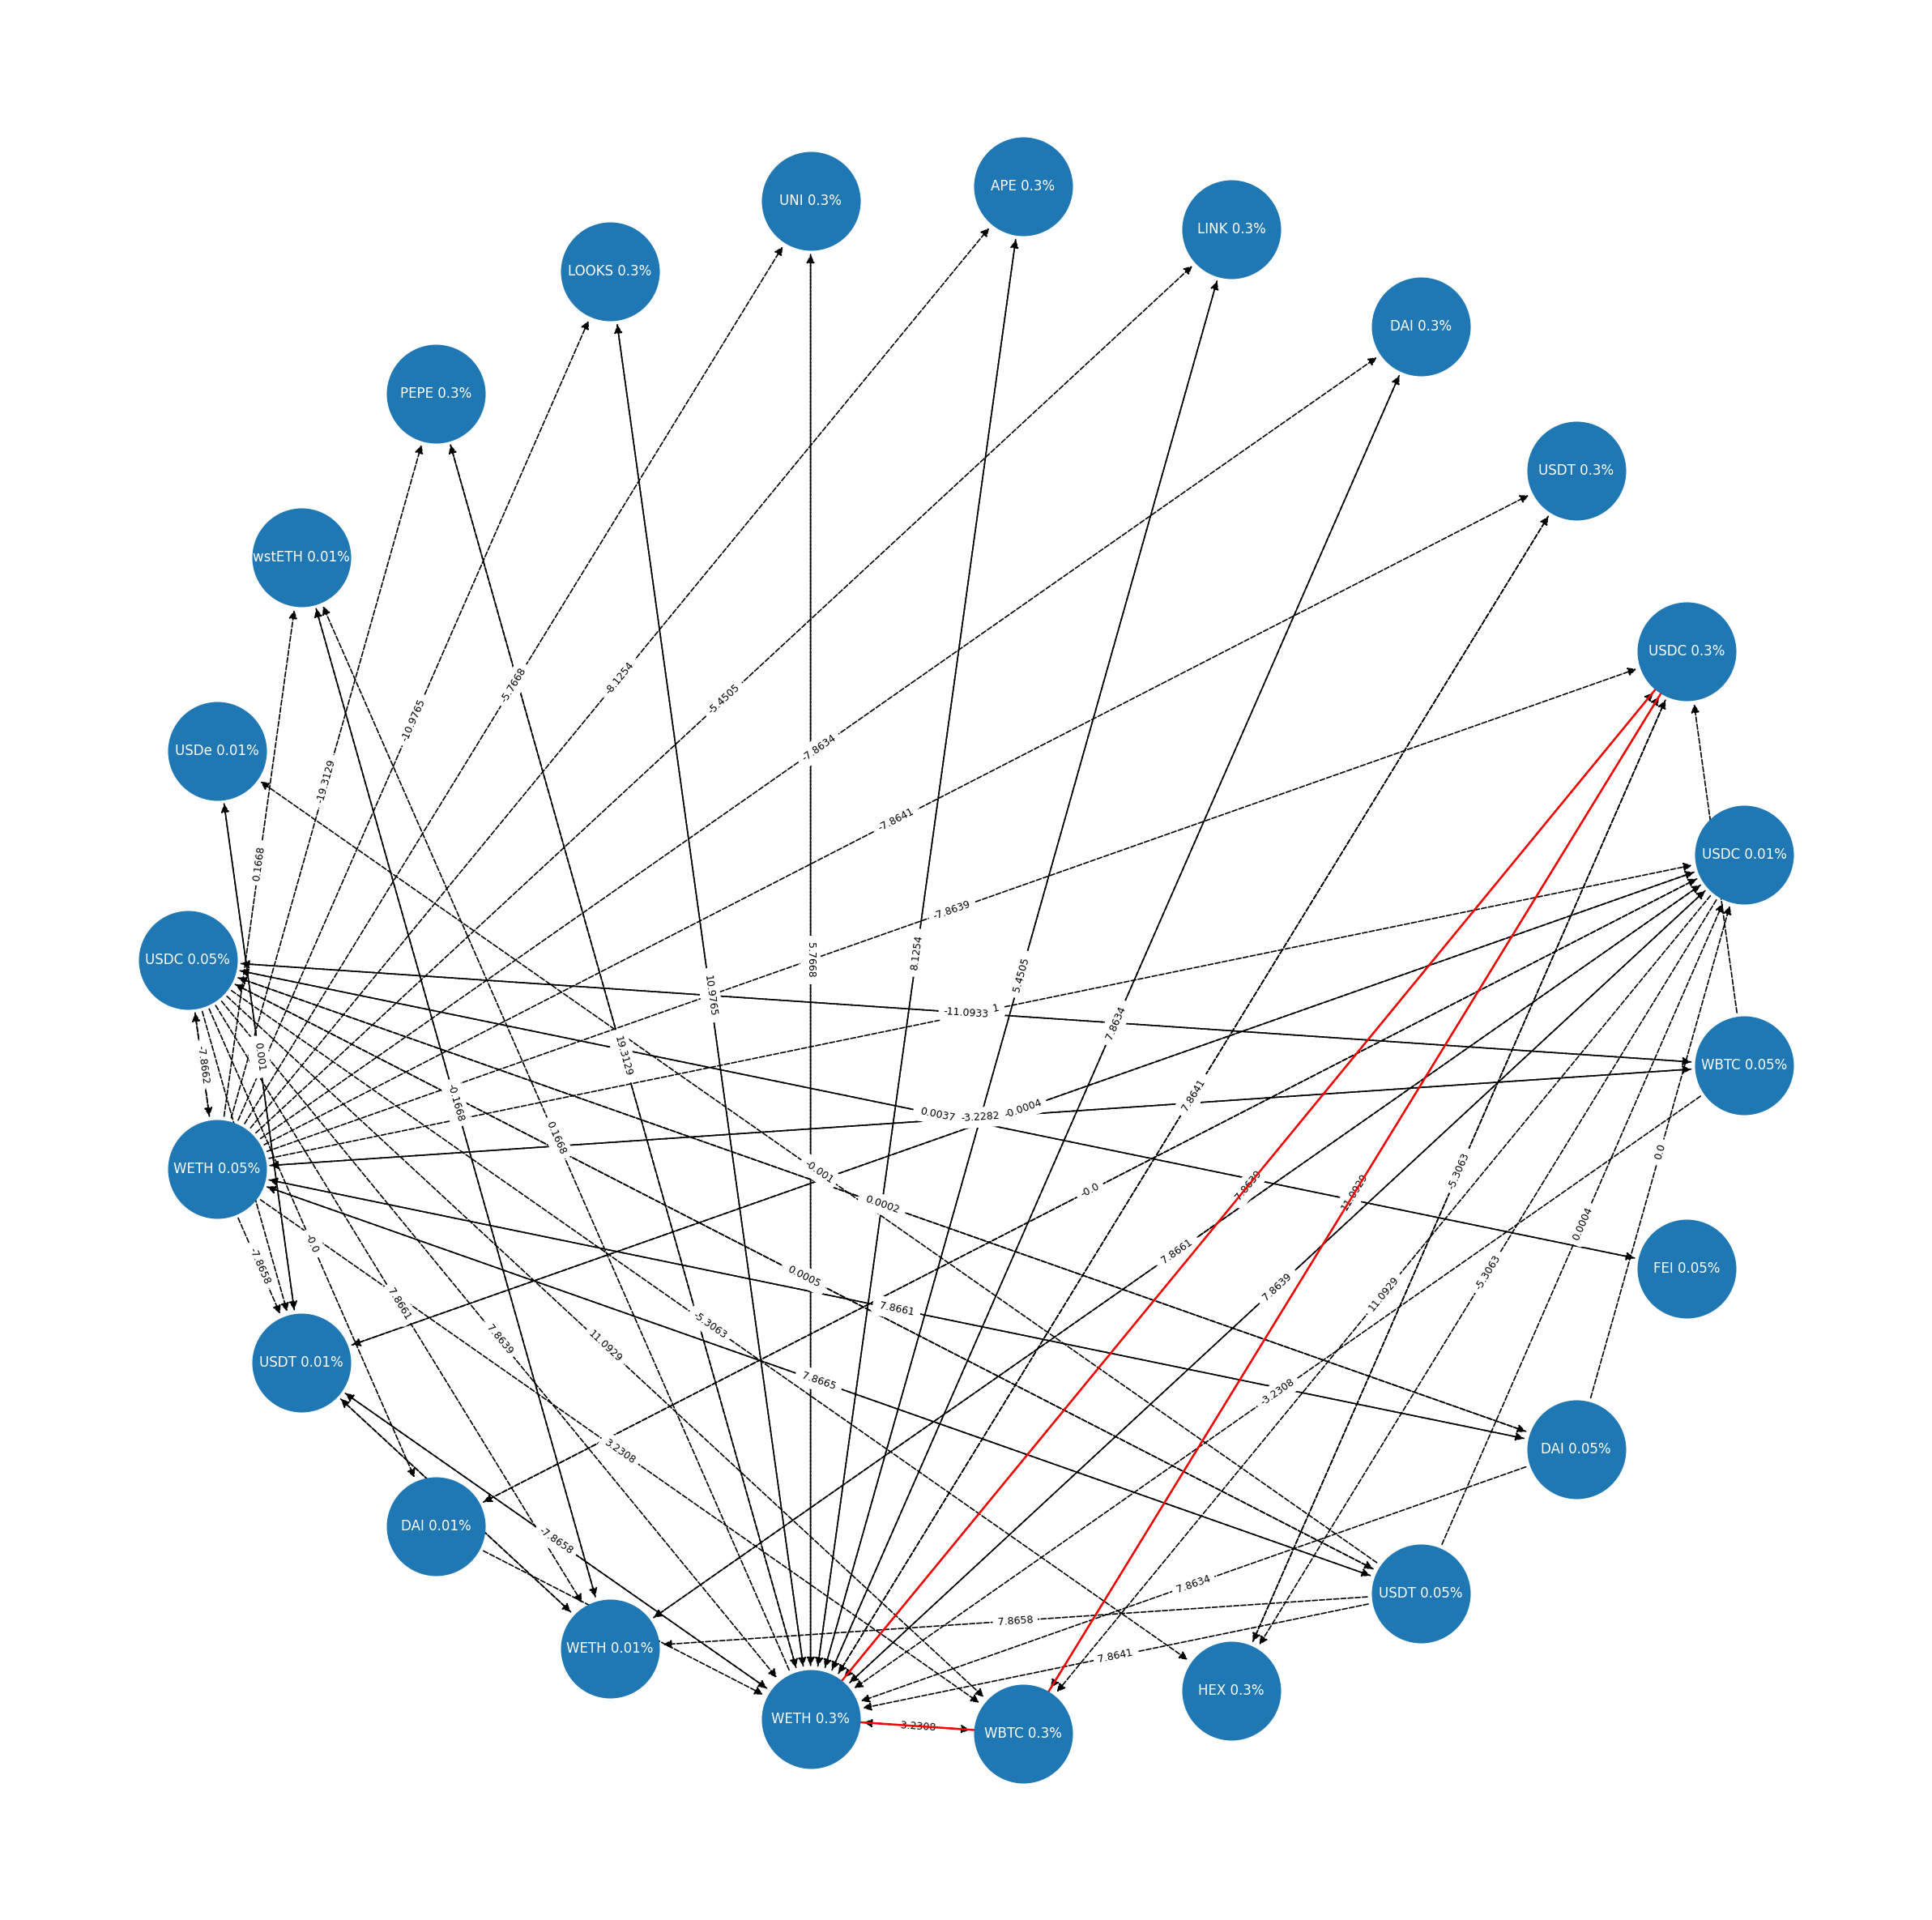 APE 0.3%
UNI 0.3%
LINK 0.3%
LOOKS 0.3%
DAI 0.3%
PEPE 0.3%
USDT 0.3%
wstETH 0.01%
USDC 0.3%
-5.7668
-8.1254
-5.4505
-10.9765
USDe 0.01%
-7.8634
-19.3129
-7.8641
USDC 0.01%
0.1668
-7.8639
5.7668
8.1254
USDC 0.05%
5.4505
10.9765
-11.0933
1
7.8634
19.3129
0.001
-7.8662
WBTC 0.05%
7.8641
-0.1668
0.0037
-3.2282
-0.0004
0.1668
0.0
WETH 0.05%
-0.001
-5.3063
-0.0
7.8639
11.0929
0.0002
0.0004
-0.0
7.8661
-7.8658
FEI 0.05%
0.0005
-5.3063
7.8639
11.0929
7.8661
7.8661
-5.3063
7.8639
11.0929
USDT 0.01%
7.8665
-3.2308
3.2308
DAI 0.05%
DAI 0.01%
-7.8658
7.8634
USDT 0.05%
7.8658
WETH 0.01%
7.8641
HEX 0.3%
WETH 0.3%
3.2308
WBTC 0.3%